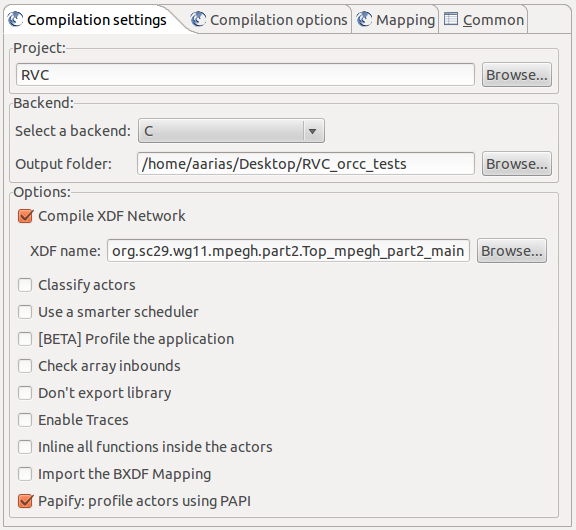 Compilation settings Compilation options Mapping Common
Project:
RVC Browse...
Backend:
Select a backend: C
Output folder: /home/aarias/Desktop/RVC_orcc_tests Browse...
Options:
Compile XDF Network
XDF name: org.sc29.wg11.mpegh.part2.Top_mpegh_part2_main Browse...
Classify actors
Use a smarter scheduler
[BETA] Profile the application
Check array inbounds
Don't export library
Enable Traces
Inline all functions inside the actors
Import the BXDF Mapping
Papify: profile actors using PAPI